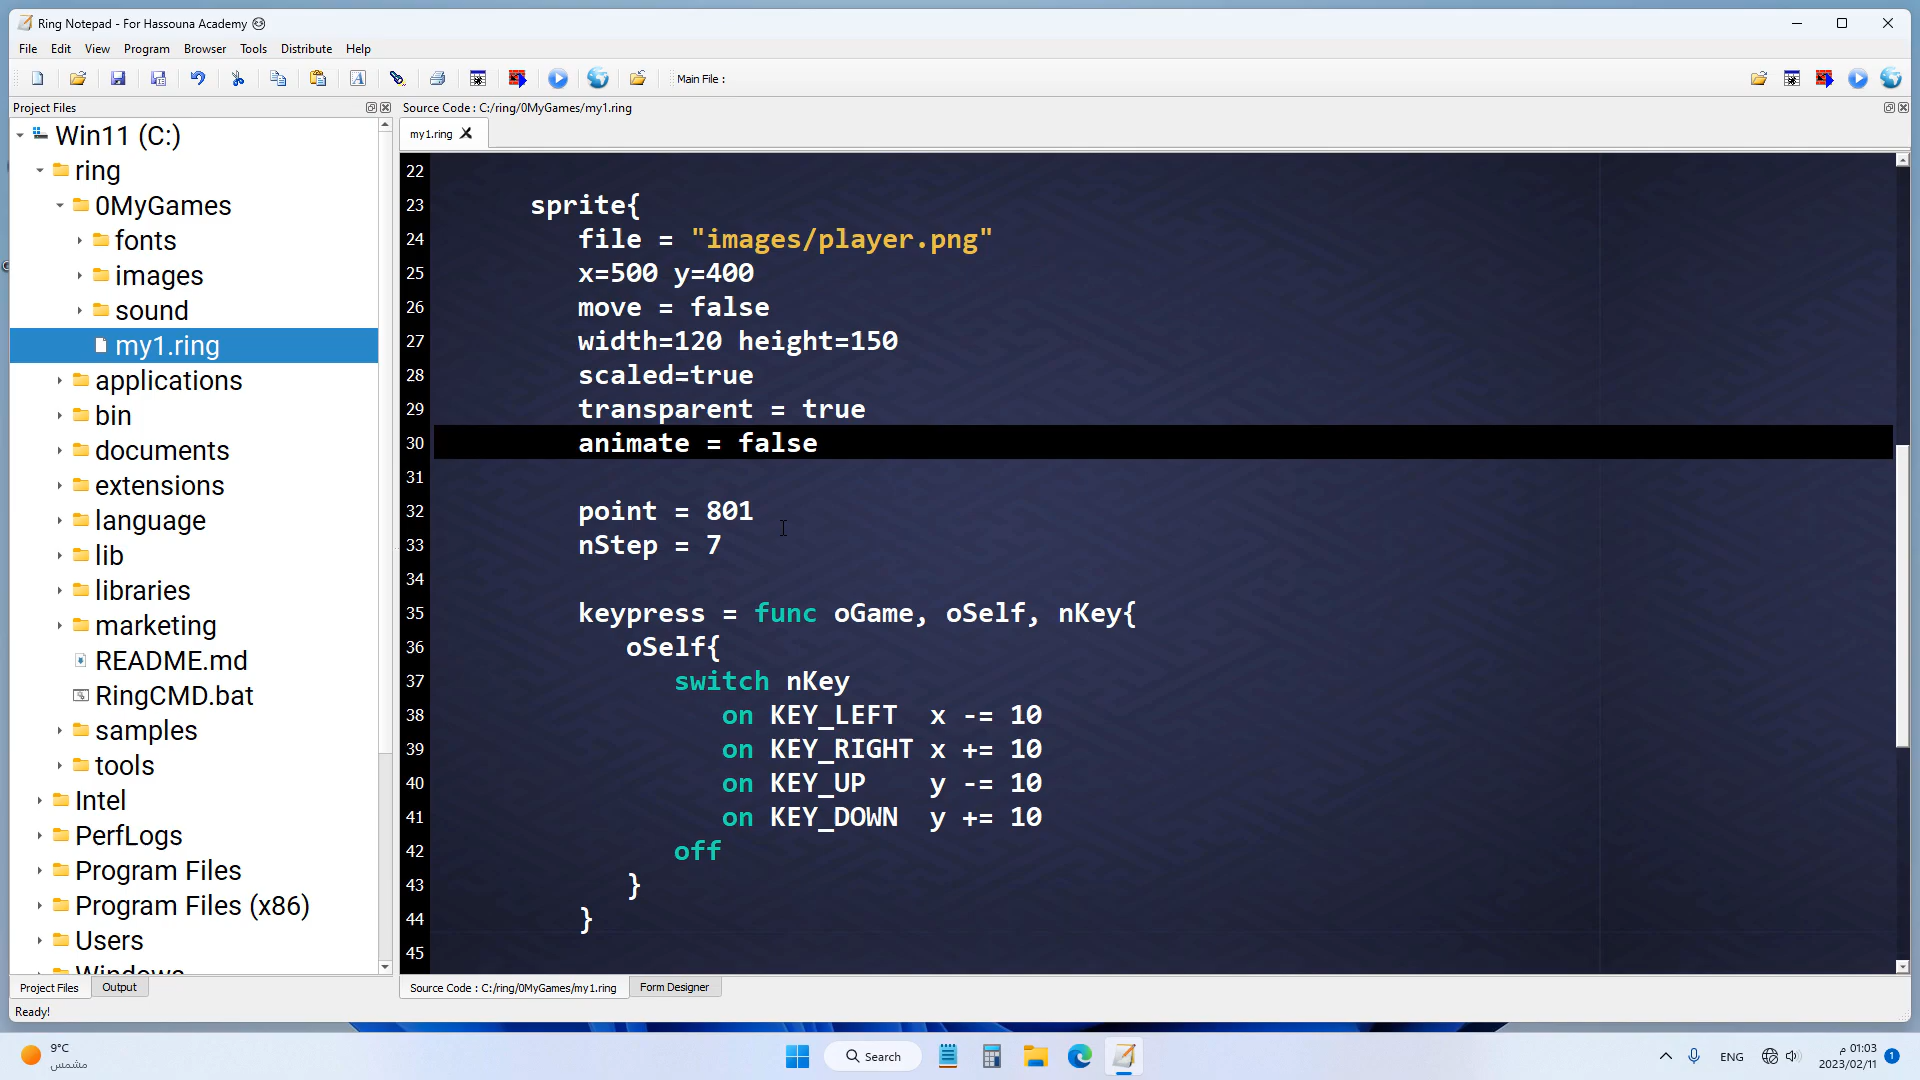 Ring Notepad - For Hassouna Academy
File Edit View Program Browser Tools Distribute Help
Main File :
Project Files
Source Code : C:/ring/0MyGames/my1.ring
my1.ring
Win11 (C:)
ring
0MyGames
fonts
images
sound
my1.ring
applications
bin
documents
extensions
language
lib
libraries
marketing
README.md
RingCMD.bat
samples
tools
Intel
PerfLogs
Program Files
Program Files (x86)
Users
Windows
22
23 sprite{
24 file = "images/player.png"
25 x=500 y=400
26 move = false
27 width=120 height=150
28 scaled=true
29 transparent = true
30 animate = false
31
32 point = 801
33 nStep = 7
34
35 keypress = func oGame, oSelf, nKey{
36 oSelf{
37 switch nKey
38 on KEY_LEFT x -= 10
39 on KEY_RIGHT x += 10
40 on KEY_UP y -= 10
41 on KEY_DOWN y += 10
42 off
43 }
44 }
45
Project Files Output
Source Code : C:/ring/0MyGames/my1.ring Form Designer
Ready!
9°C
مشمس
Search
ENG
01:03 م
2023/02/11
1